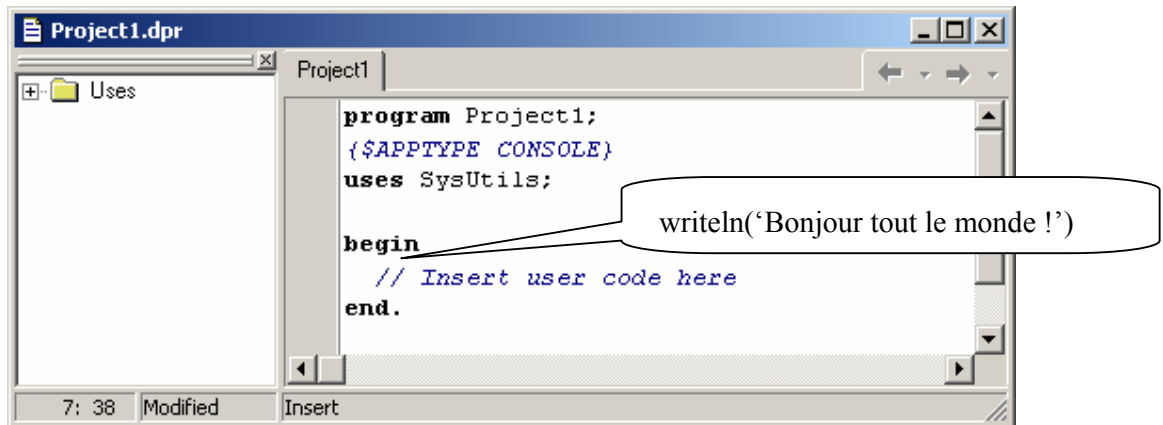 Project1.dpr
Uses
Project1
program Project1;
{$APPTYPE CONSOLE}
uses SysUtils;
begin
// Insert user code here
end.
writeln(‘Bonjour tout le monde !’)
7: 38 Modified Insert